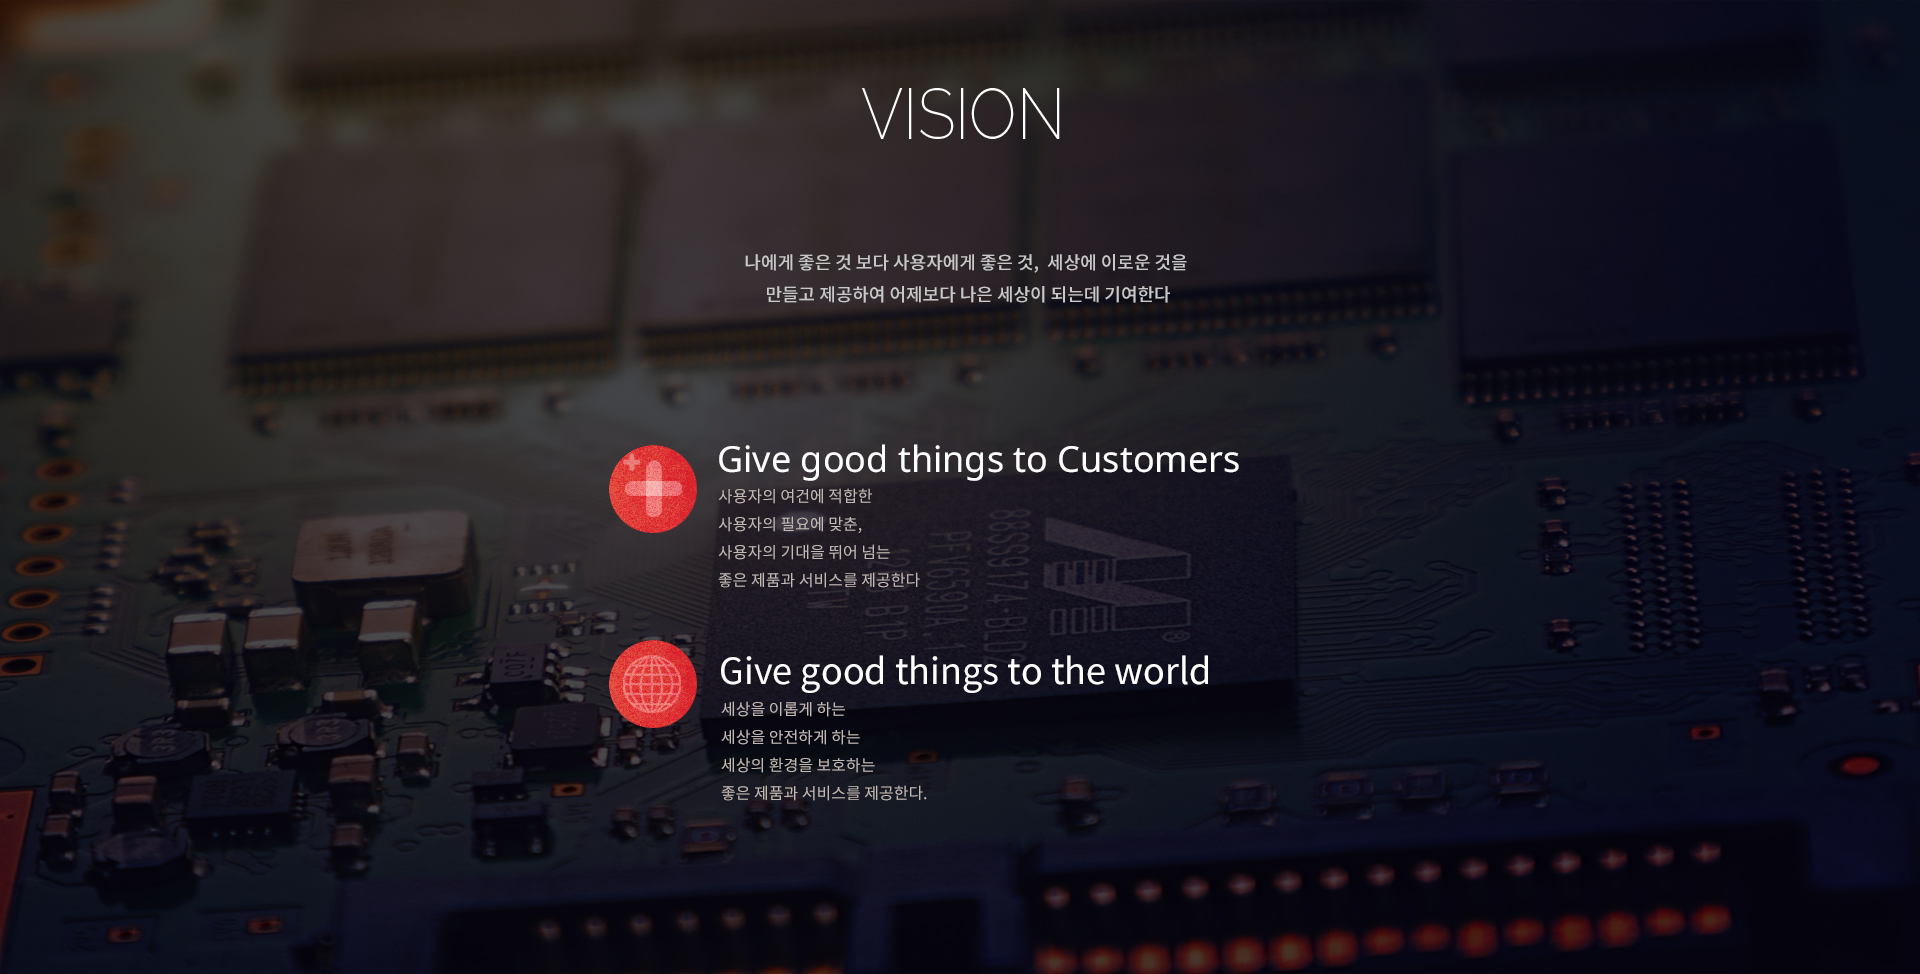 VISION
나에게 좋은 것 보다 사용자에게 좋은 것, 세상에 이로운 것을
만들고 제공하여 어제보다 나은 세상이 되는데 기여한다
Give good things to Customers
사용자의 여건에 적합한
사용자의 필요에 맞춘,
사용자의 기대을 뛰어 넘는
좋은 제품과 서비스를 제공한다
Give good things to the world
세상을 이롭게 하는
세상을 안전하게 하는
세상의 환경을 보호하는
좋은 제품과 서비스를 제공한다.